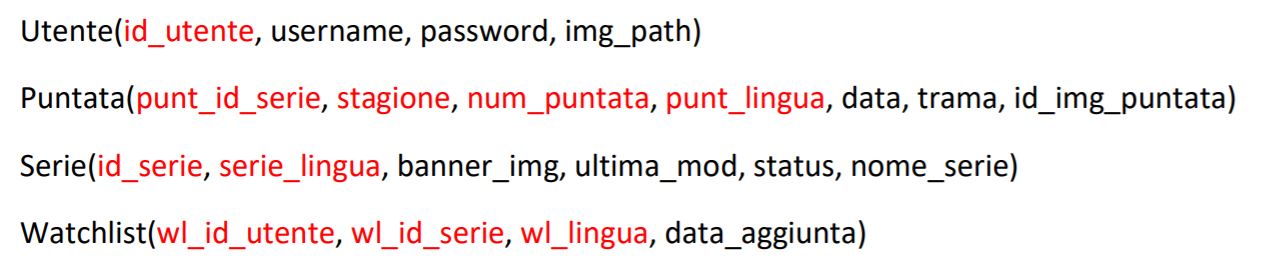 Utente(id_utente, username, password, img_path)
Puntata(punt_id_serie, stagione, num_puntata, punt_lingua, data, trama, id_img_puntata)
Serie(id_serie, serie_lingua, banner_img, ultima_mod, status, nome_serie)
Watchlist(wl_id_utente, wl_id_serie, wl_lingua, data_aggiunta)